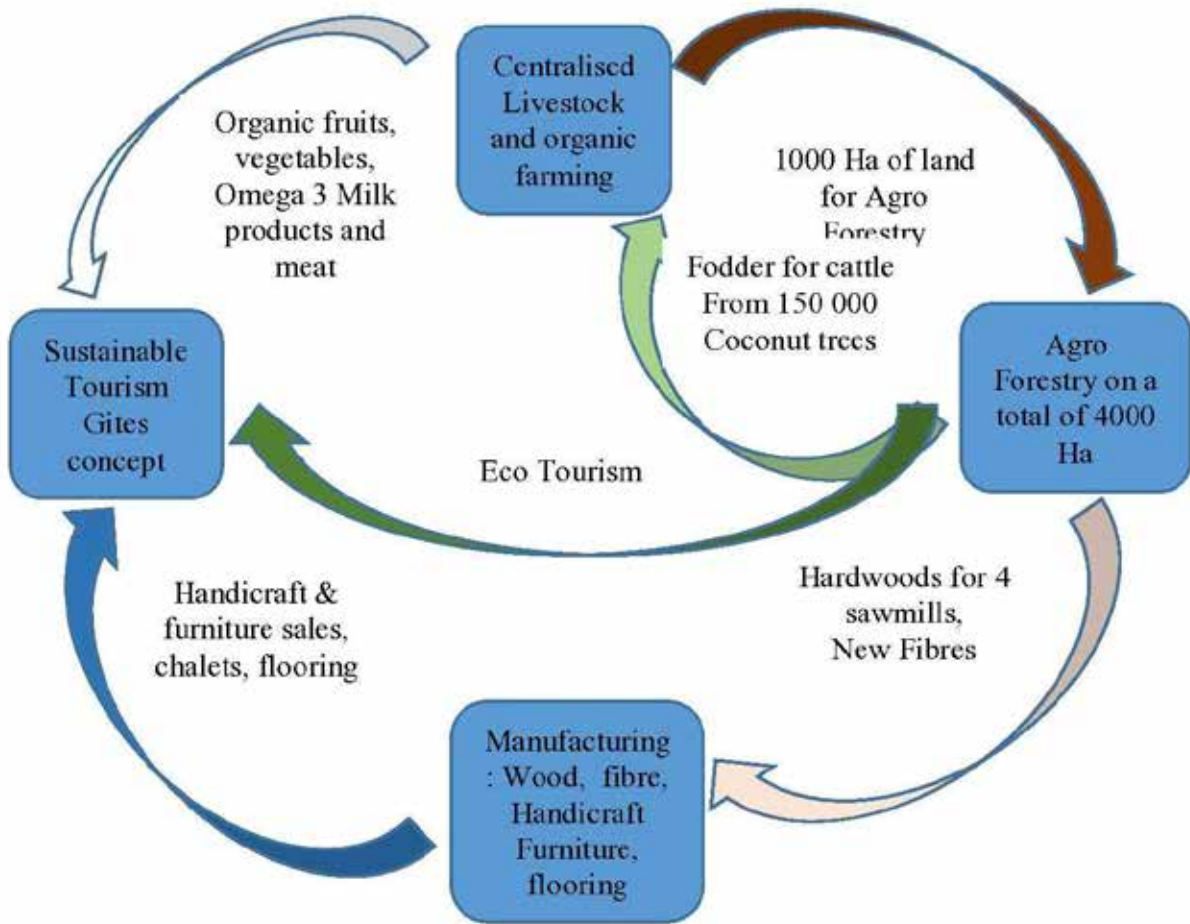 Centralised
Livestock
and organic
farming
Organic fruits,
vegetables,
Omega 3 Milk
products and
meat
1000 Ha of land
for Agro
Forestry
Fodder for cattle
From 150 000
Coconut trees
Sustainable
Tourism
Gites
concept
Agro
Forestry on a
total of 4000
Ha
Eco Tourism
Handicraft &
furniture sales,
chalets, flooring
Hardwoods for 4
sawmills,
New Fibres
Manufacturing
: Wood, fibre,
Handicraft
Furniture,
flooring